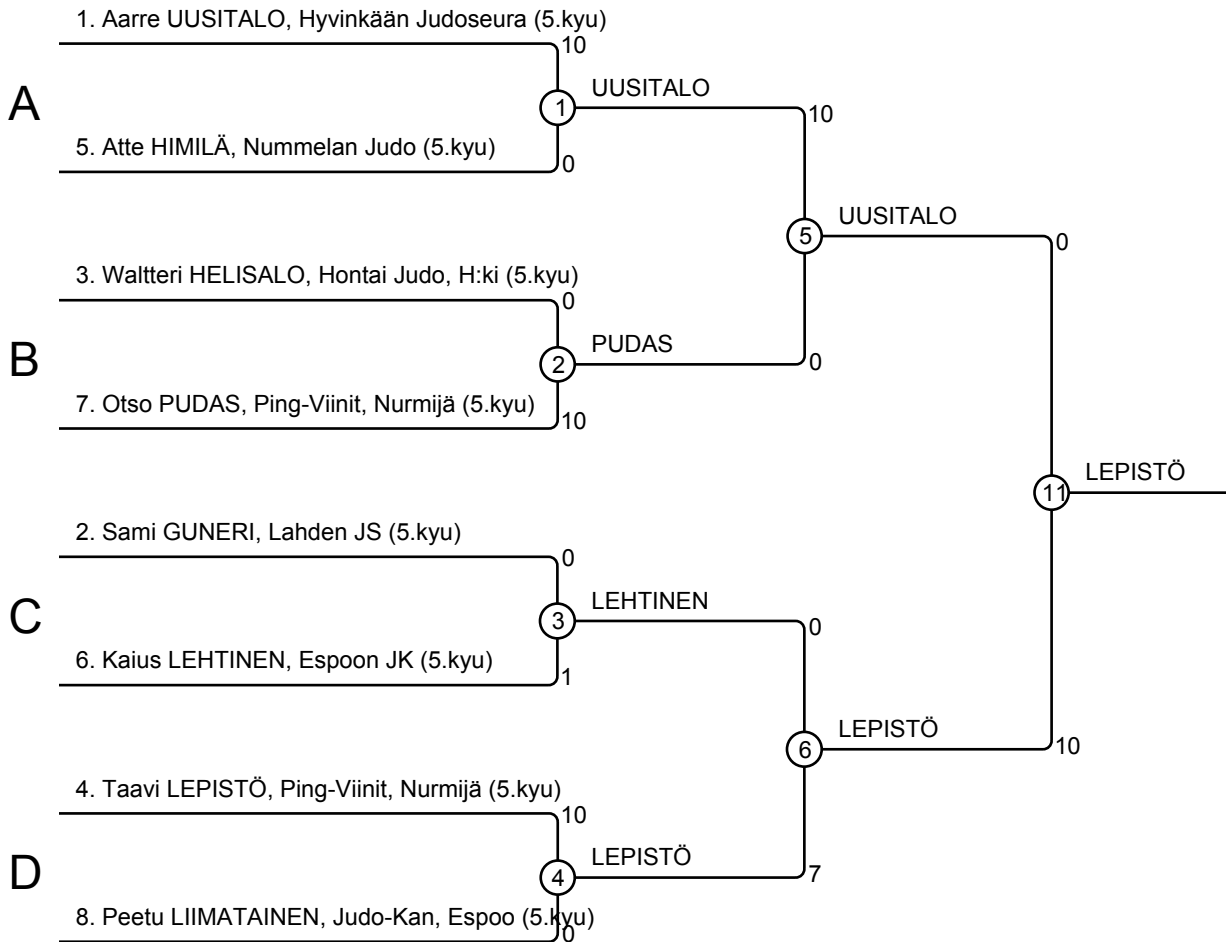 1. Aarre UUSITALO, Hyvinkään Judoseura (5.kyu)
10
A
1
UUSITALO
10
5. Atte HIMILÄ, Nummelan Judo (5.kyu)
0
5
UUSITALO
0
3. Waltteri HELISALO, Hontai Judo, H:ki (5.kyu)
0
B
2
PUDAS
0
7. Otso PUDAS, Ping-Viinit, Nurmijä (5.kyu)
10
11
LEPISTÖ
2. Sami GUNERI, Lahden JS (5.kyu)
0
C
3
LEHTINEN
0
6. Kaius LEHTINEN, Espoon JK (5.kyu)
1
6
LEPISTÖ
10
4. Taavi LEPISTÖ, Ping-Viinit, Nurmijä (5.kyu)
10
D
4
LEPISTÖ
7
8. Peetu LIIMATAINEN, Judo-Kan, Espoo (5.kyu)
0